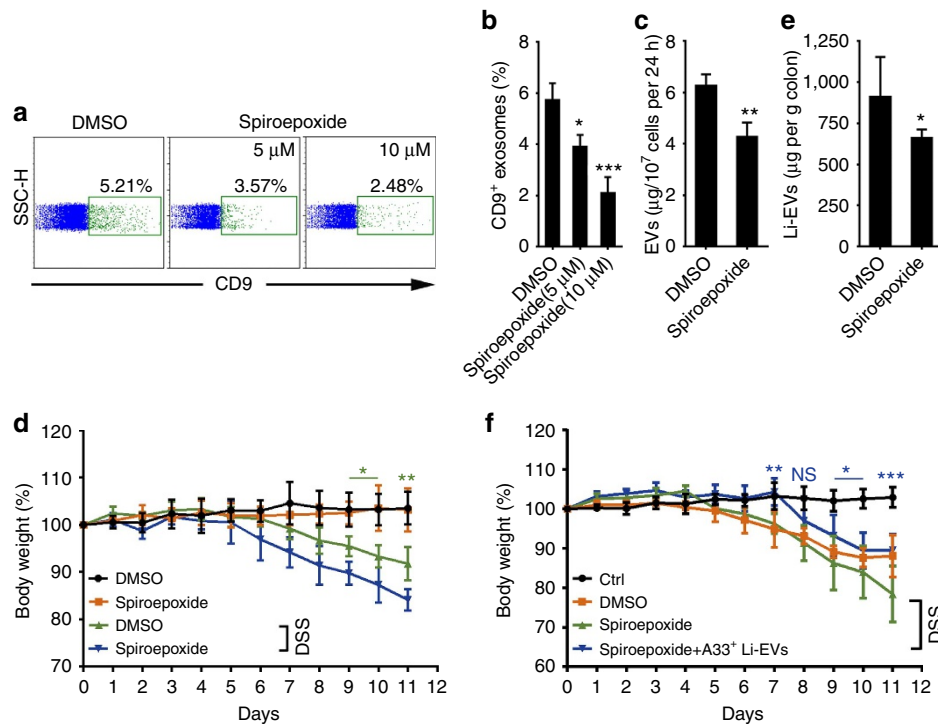 a
DMSO
Spiroepoxide
5 μM
10 μM
5.21%
3.57%
2.48%
SSC-H
CD9
b
CD9+ exosomes (%)
8
6
4
2
0
DMSO
Spiroepoxide(5 μM)
Spiroepoxide(10 μM)
*
***
c
EVs (μg/10^7 cells per 24 h)
8
6
4
2
0
**
DMSO
Spiroepoxide
e
Li-EVs (μg per g colon)
1,250
1,000
750
500
250
0
*
DMSO
Spiroepoxide
d
Body weight (%)
120
110
100
90
80
70
*
**
DMSO
Spiroepoxide
DMSO
Spiroepoxide
DSS
0 1 2 3 4 5 6 7 8 9 10 11 12
Days
f
Body weight (%)
120
110
100
90
80
70
60
**
NS
*
***
Ctrl
DMSO
Spiroepoxide
Spiroepoxide+A33+ Li-EVs
DSS
0 1 2 3 4 5 6 7 8 9 10 11 12
Days